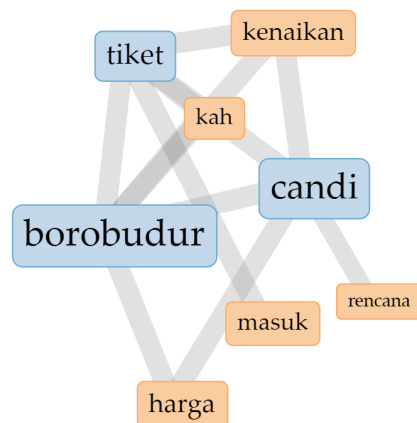 kenaikan
tiket
kah
candi
borobudur
rencana
masuk
harga